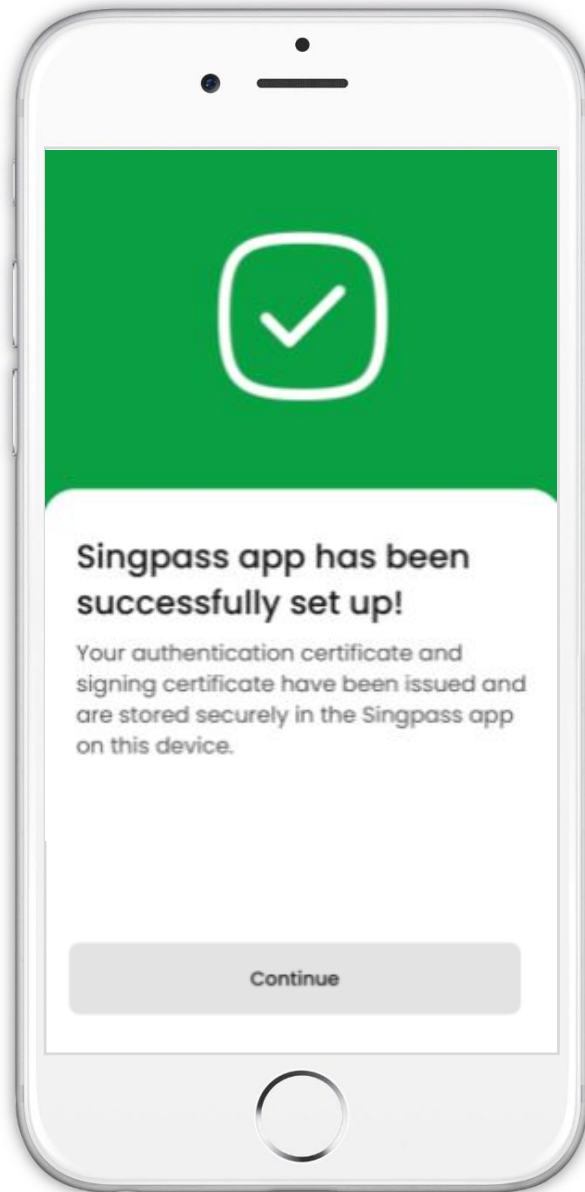 Singpass app has been
successfully set up!
Your authentication certificate and
signing certificate have been issued and
are stored securely in the Singpass app
on this device.
Continue